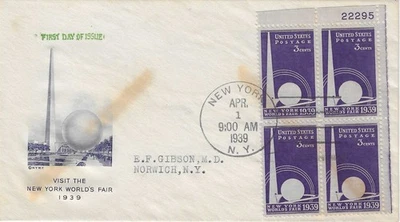 FIRST DAY OF ISSUE
VISIT THE
NEW YORK WORLD'S FAIR
1939
NEW YORK
APR.
1
9:00 AM
1939
N.Y.
E.F. GIBSON, M.D.
NORWICH, N.Y.
22295
UNITED STATES
POSTAGE
3 CENTS
UNITED STATES
POSTAGE
3 CENTS
NEW YORK
WORLD'S FAIR 1939
NEW YORK
WORLD'S FAIR 1939
UNITED STATES
POSTAGE
3 CENTS
UNITED STATES
POSTAGE
3 CENTS
NEW YORK
WORLD'S FAIR 1939
NEW YORK
WORLD'S FAIR 1939